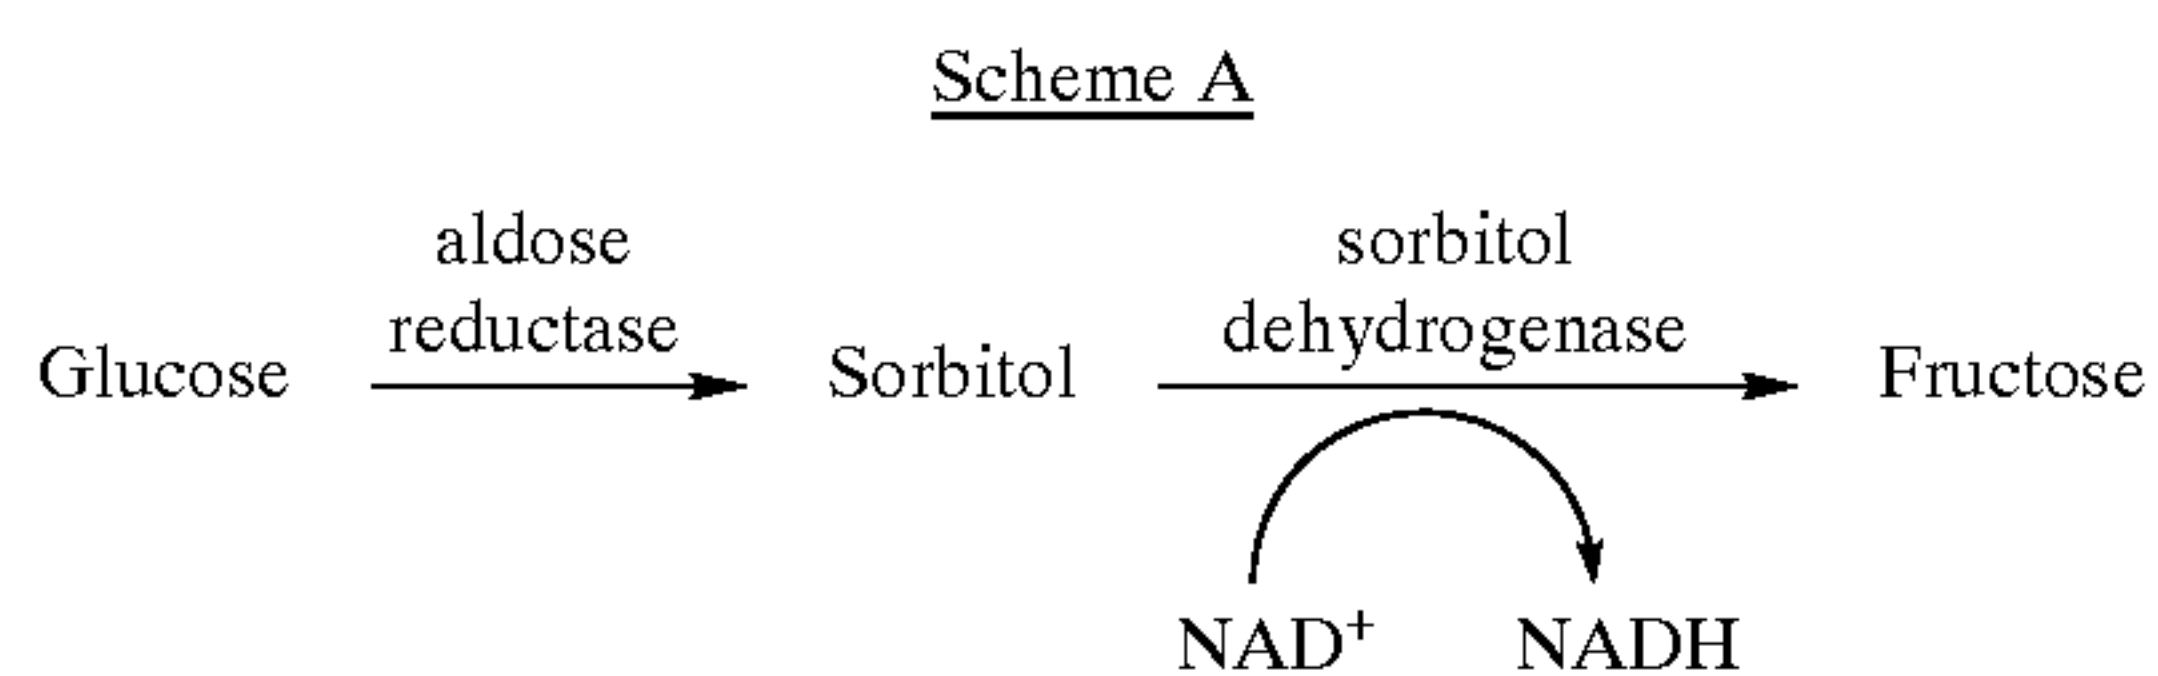 Scheme A
aldose
reductase
sorbitol
dehydrogenase
Glucose
Sorbitol
Fructose
NAD⁺
NADH